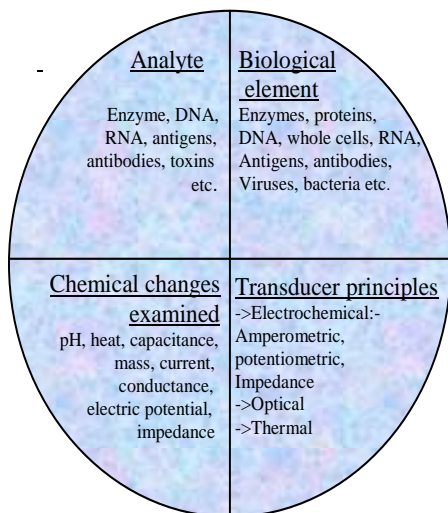 Analyte
Enzyme, DNA,
RNA, antigens,
antibodies, toxins
etc.
Biological
element
Enzymes, proteins,
DNA, whole cells, RNA,
Antigens, antibodies,
Viruses, bacteria etc.
Chemical changes
examined
pH, heat, capacitance,
mass, current,
conductance,
electric potential,
impedance
Transducer principles
->Electrochemical:-
Amperometric,
potentiometric,
Impedance
->Optical
->Thermal